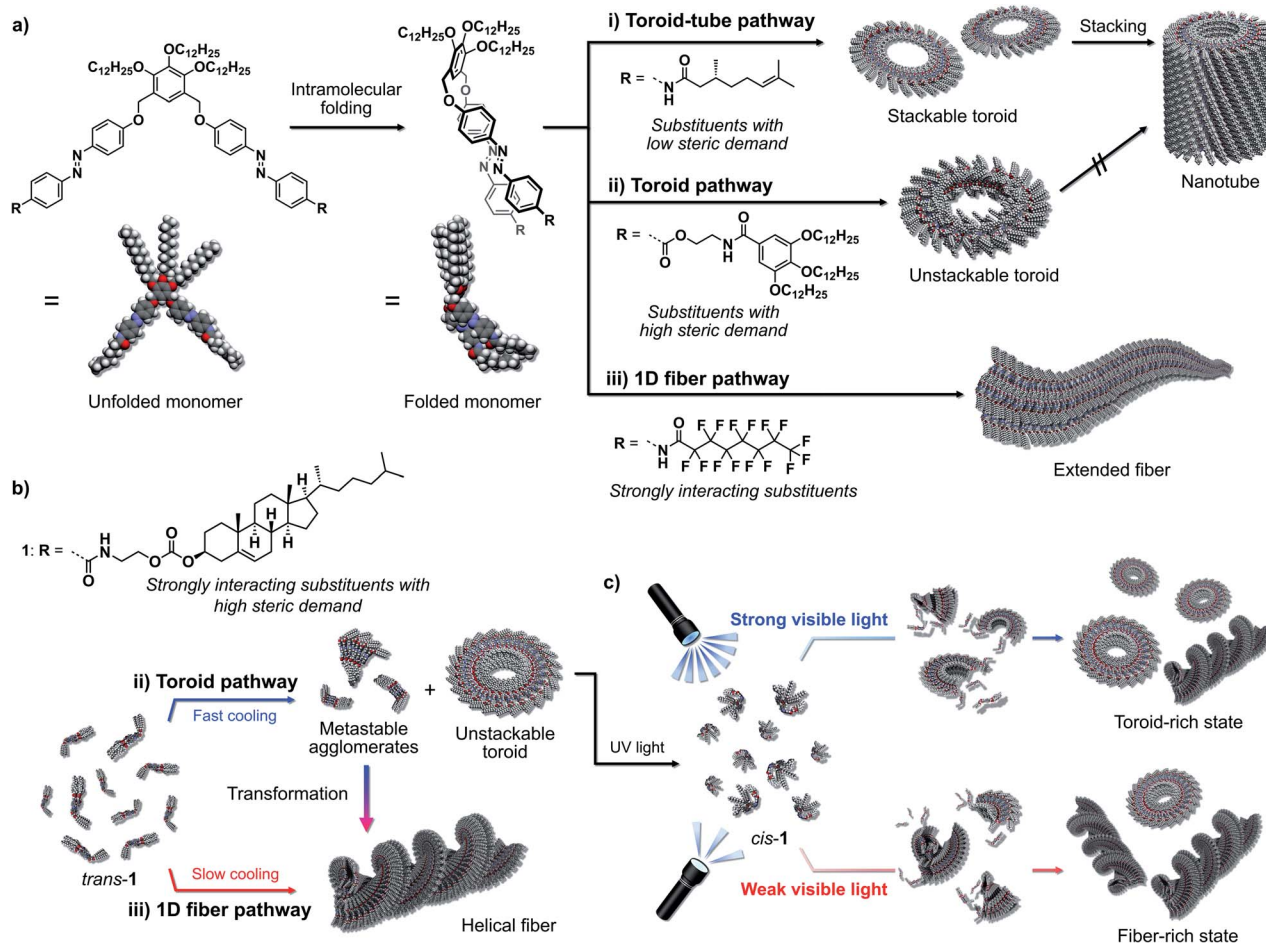 a)
OC12H25
C12H25O
OC12H25
O
O
N
N
N
N
R
R
Intramolecular
folding
C12H25O
OC12H25
OC12H25
O
O
N
N
N
N
R
R
=
Unfolded monomer
=
Folded monomer
i) Toroid-tube pathway
R =
O
N
H
Substituents with
low steric demand
Stackable toroid
Stacking
Nanotube
ii) Toroid pathway
R =
O
O
O
N
H
OC12H25
OC12H25
OC12H25
Substituents with
high steric demand
Unstackable toroid
iii) 1D fiber pathway
R =
O
N
H
F F F F F F F
F
F
F F F F F F F
Strongly interacting substituents
Extended fiber
b)
1: R =
O
H
N
O
O
O
H
H
H
H
Strongly interacting substituents with
high steric demand
ii) Toroid pathway
Fast cooling
Metastable
agglomerates
+
Unstackable
toroid
Transformation
trans-1
Slow cooling
iii) 1D fiber pathway
Helical fiber
UV light
c)
Strong visible light
Toroid-rich state
cis-1
Weak visible light
Fiber-rich state